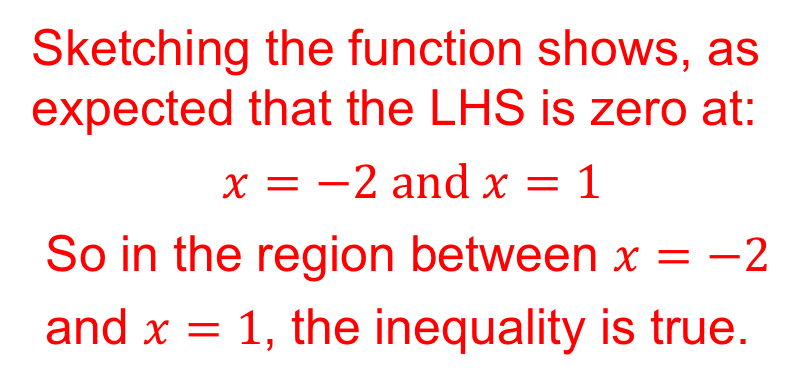 Sketching the function shows, as
expected that the LHS is zero at:
x = −2 and x = 1
So in the region between x = −2
and x = 1, the inequality is true.